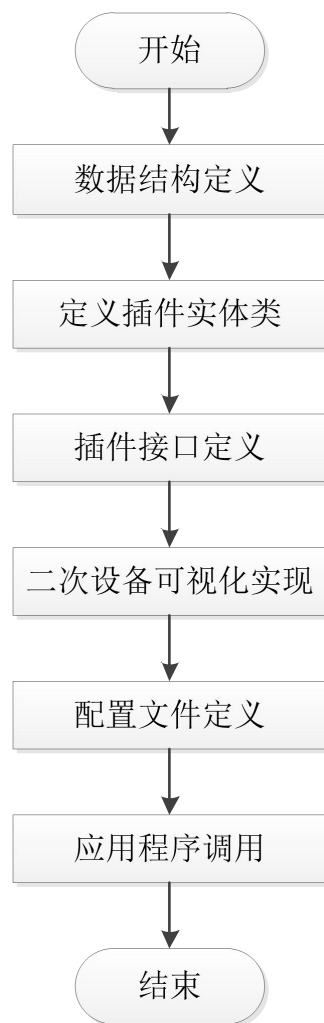 开始
数据结构定义
定义插件实体类
插件接口定义
二次设备可视化实现
配置文件定义
应用程序调用
结束